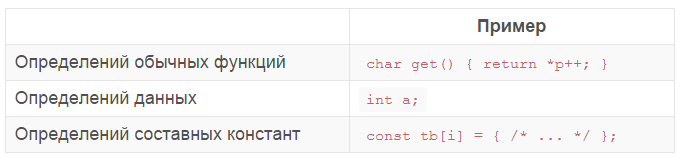 Пример
Определений обычных функций char get() { return *p++; }
Определений данных int a;
Определений составных констант const tb[i] = { /* ... */ };